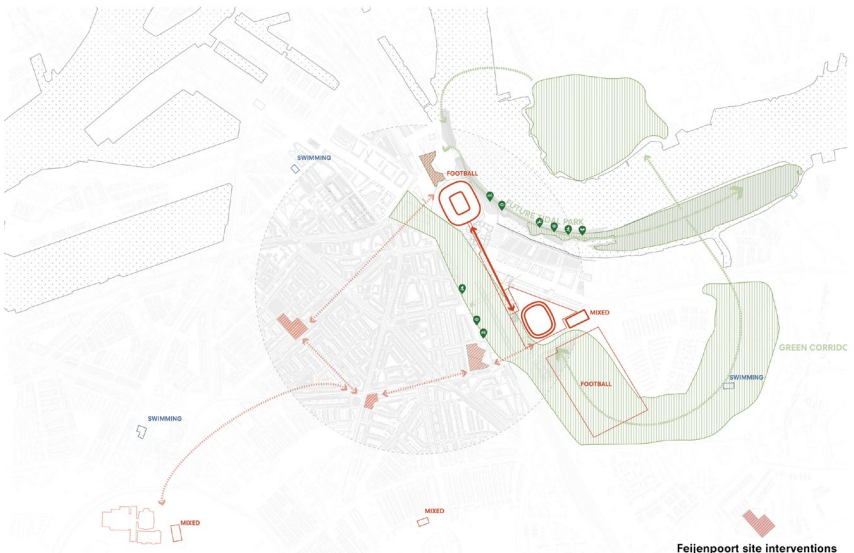 SWIMMING
FOOTBALL
FUTURE TIDAL PARK
MIXED
GREEN CORRIDO
FOOTBALL
SWIMMING
SWIMMING
MIXED
MIXED
Feijenpoort site interventions